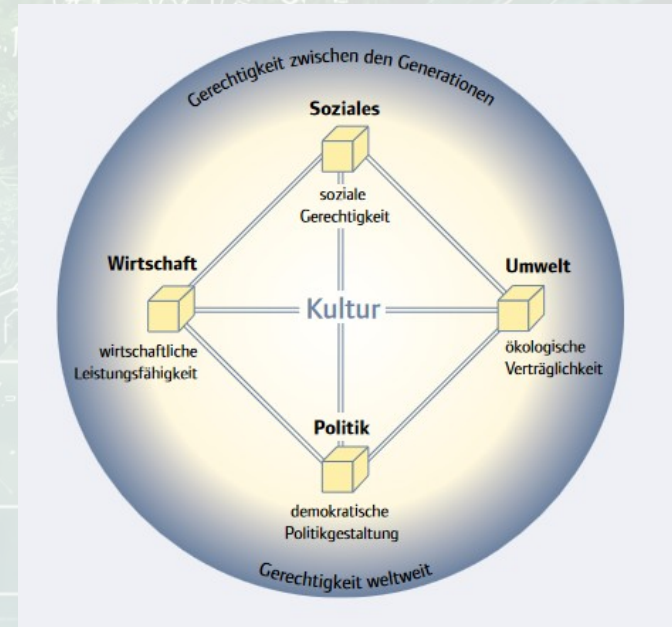 Gerechtigkeit zwischen den Generationen
Soziales
soziale
Gerechtigkeit
Wirtschaft
wirtschaftliche
Leistungsfähigkeit
Kultur
Umwelt
ökologische
Verträglichkeit
Politik
demokratische
Politikgestaltung
Gerechtigkeit weltweit